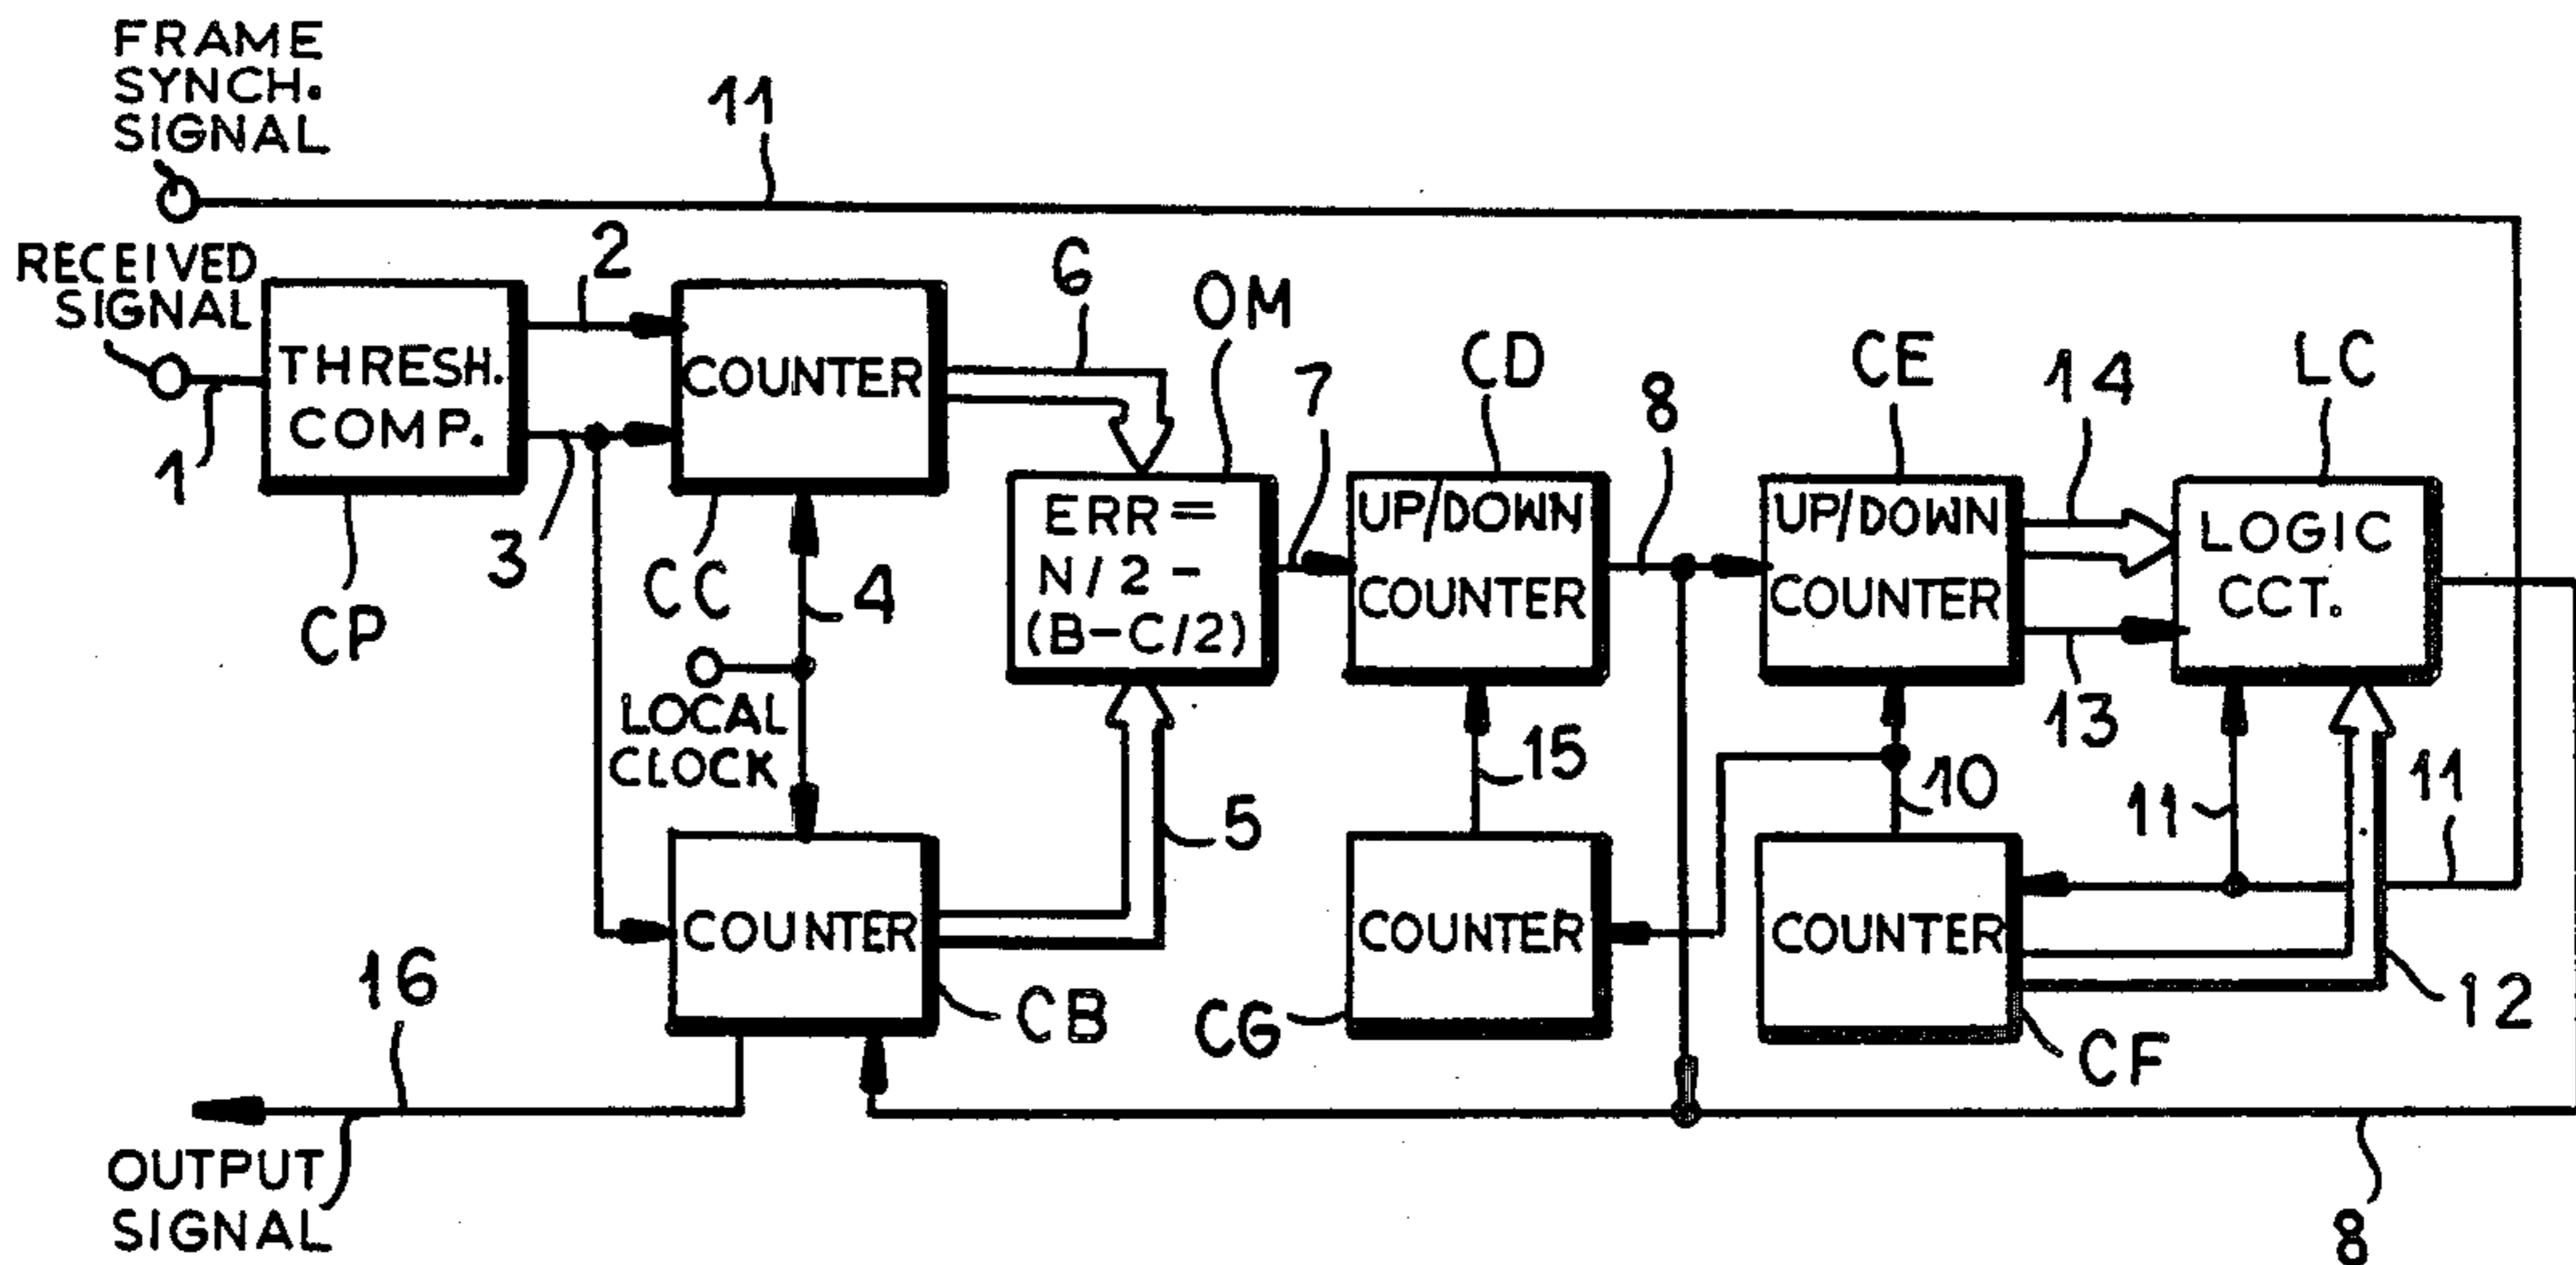 FRAME
SYNCH.
SIGNAL
11
RECEIVED
SIGNAL
1
THRESH.
COMP.
CP
2
3
COUNTER
CC
4
LOCAL
CLOCK
6
OM
ERR=
N/2-
(B-C/2)
7
CD
UP/DOWN
COUNTER
8
CE
UP/DOWN
COUNTER
14
13
LC
LOGIC
CCT.
COUNTER
CB
5
15
COUNTER
CG
10
COUNTER
CF
11
11
12
16
OUTPUT
SIGNAL
8